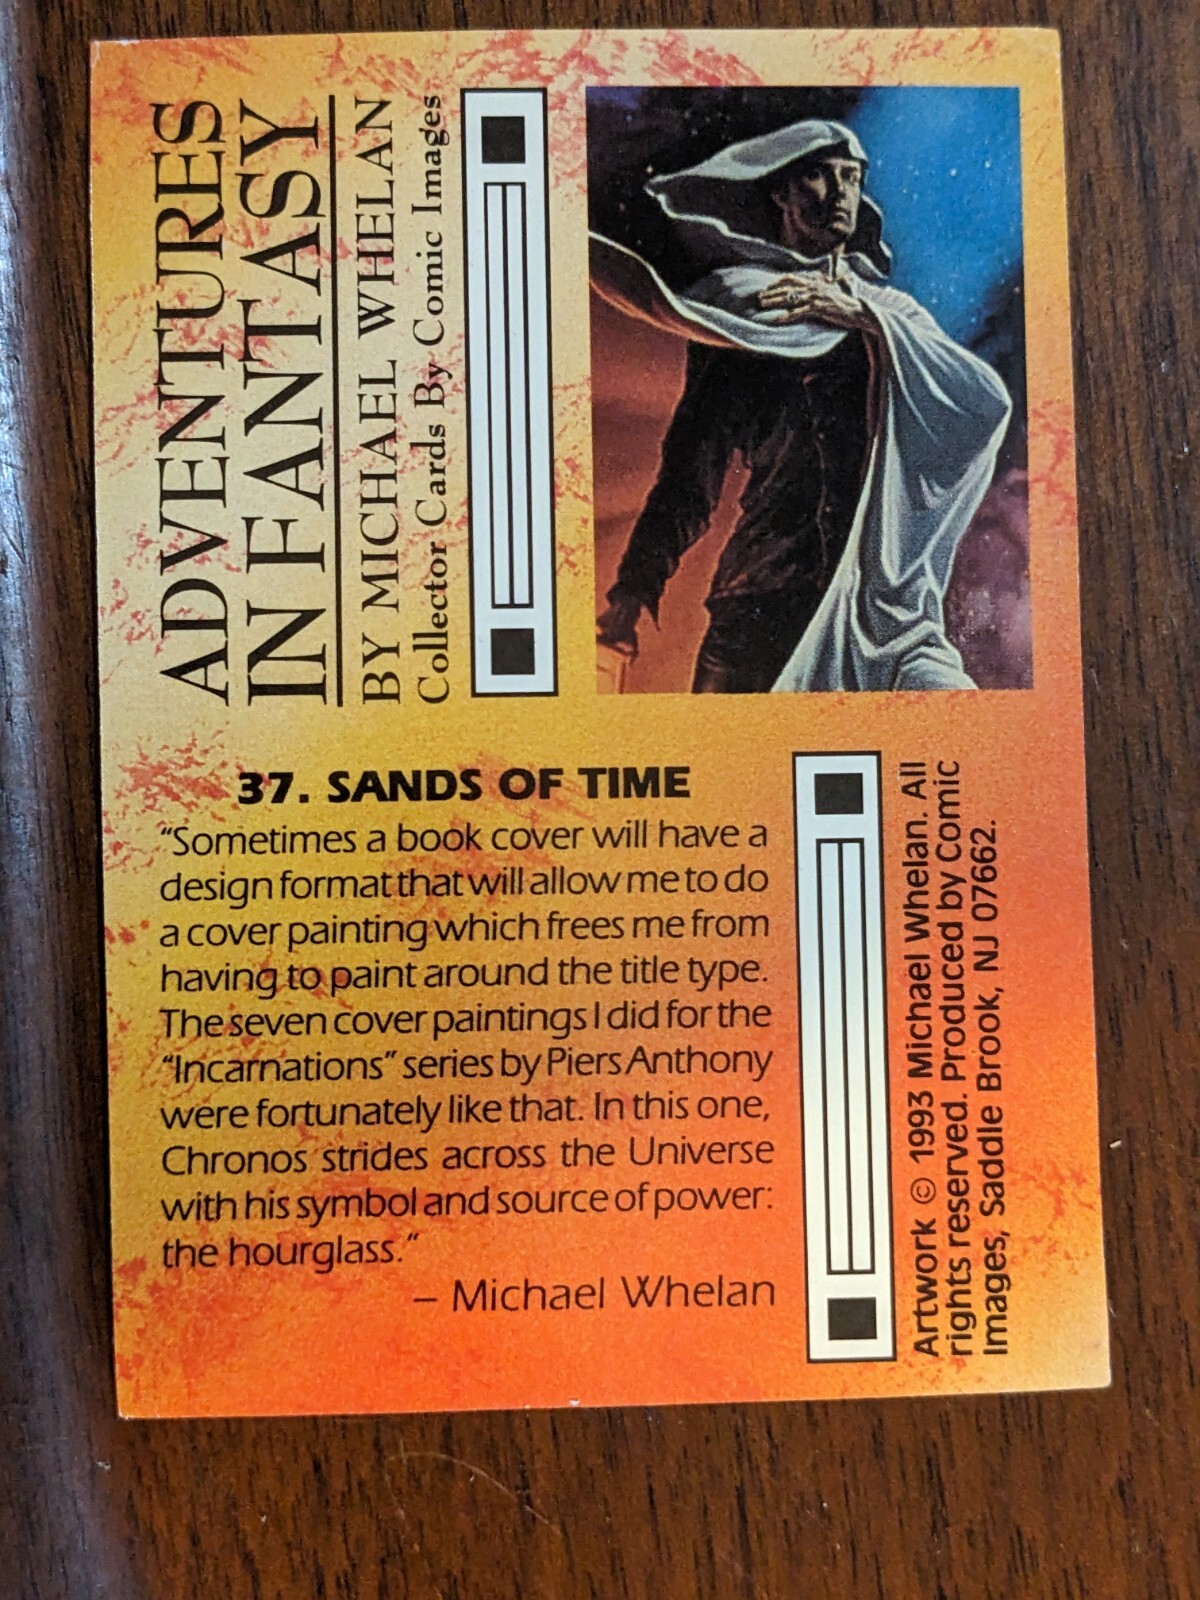 ADVENTURES
IN FANTASY
BY MICHAEL WHELAN
Collector Cards By Comic Images
37. SANDS OF TIME
“Sometimes a book cover will have a
design format that will allow me to do
a cover painting which frees me from
having to paint around the title type.
The seven cover paintings I did for the
“Incarnations” series by Piers Anthony
were fortunately like that. In this one,
Chronos strides across the Universe
with his symbol and source of power:
the hourglass.”
– Michael Whelan
Artwork © 1993 Michael Whelan. All
rights reserved. Produced by Comic
Images, Saddle Brook, NJ 07662.